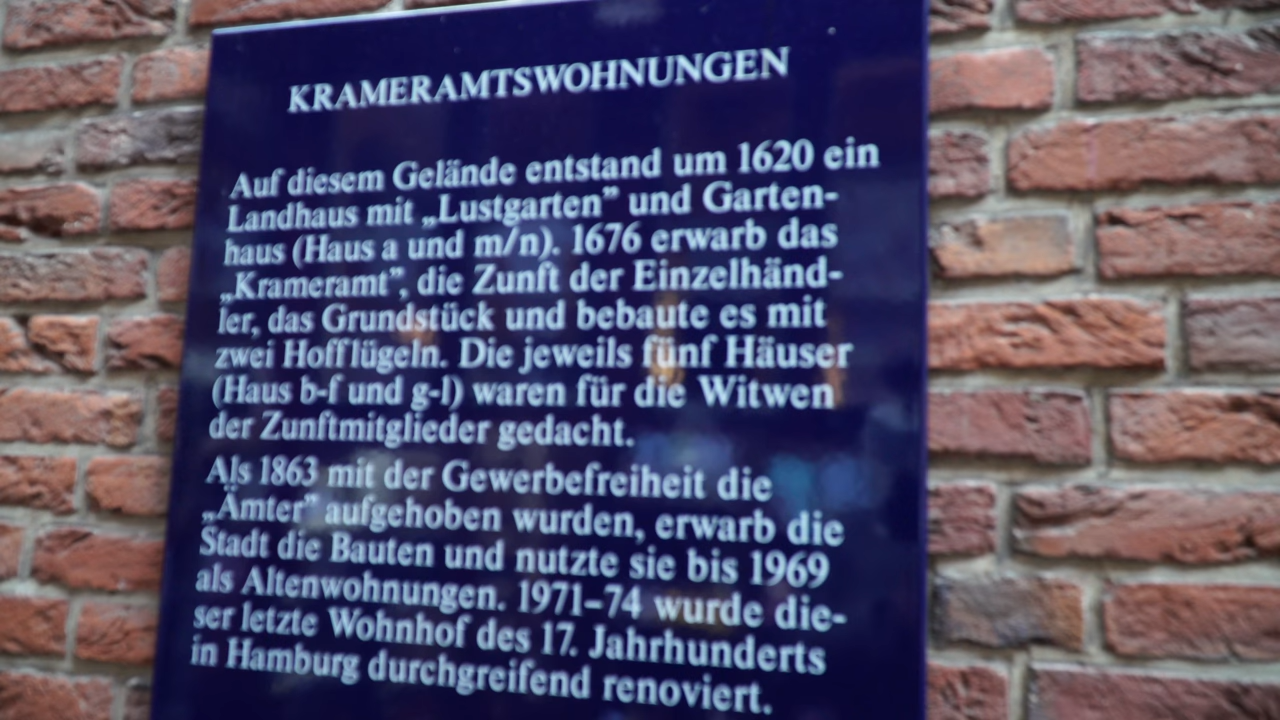 KRAMERAMTSWOHNUNGEN
Auf diesem Gelände entstand um 1620 ein
Landhaus mit „Lustgarten” und Garten-
haus (Haus a und m/n). 1676 erwarb das
„Krameramt”, die Zunft der Einzelhänd-
ler, das Grundstück und bebaute es mit
zwei Hofflügeln. Die jeweils fünf Häuser
(Haus b-f und g-l) waren für die Witwen
der Zunftmitglieder gedacht.
Als 1863 mit der Gewerbefreiheit die
„Ämter” aufgehoben wurden, erwarb die
Stadt die Bauten und nutzte sie bis 1969
als Altenwohnungen. 1971–74 wurde die-
ser letzte Wohnhof des 17. Jahrhunderts
in Hamburg durchgreifend renoviert.